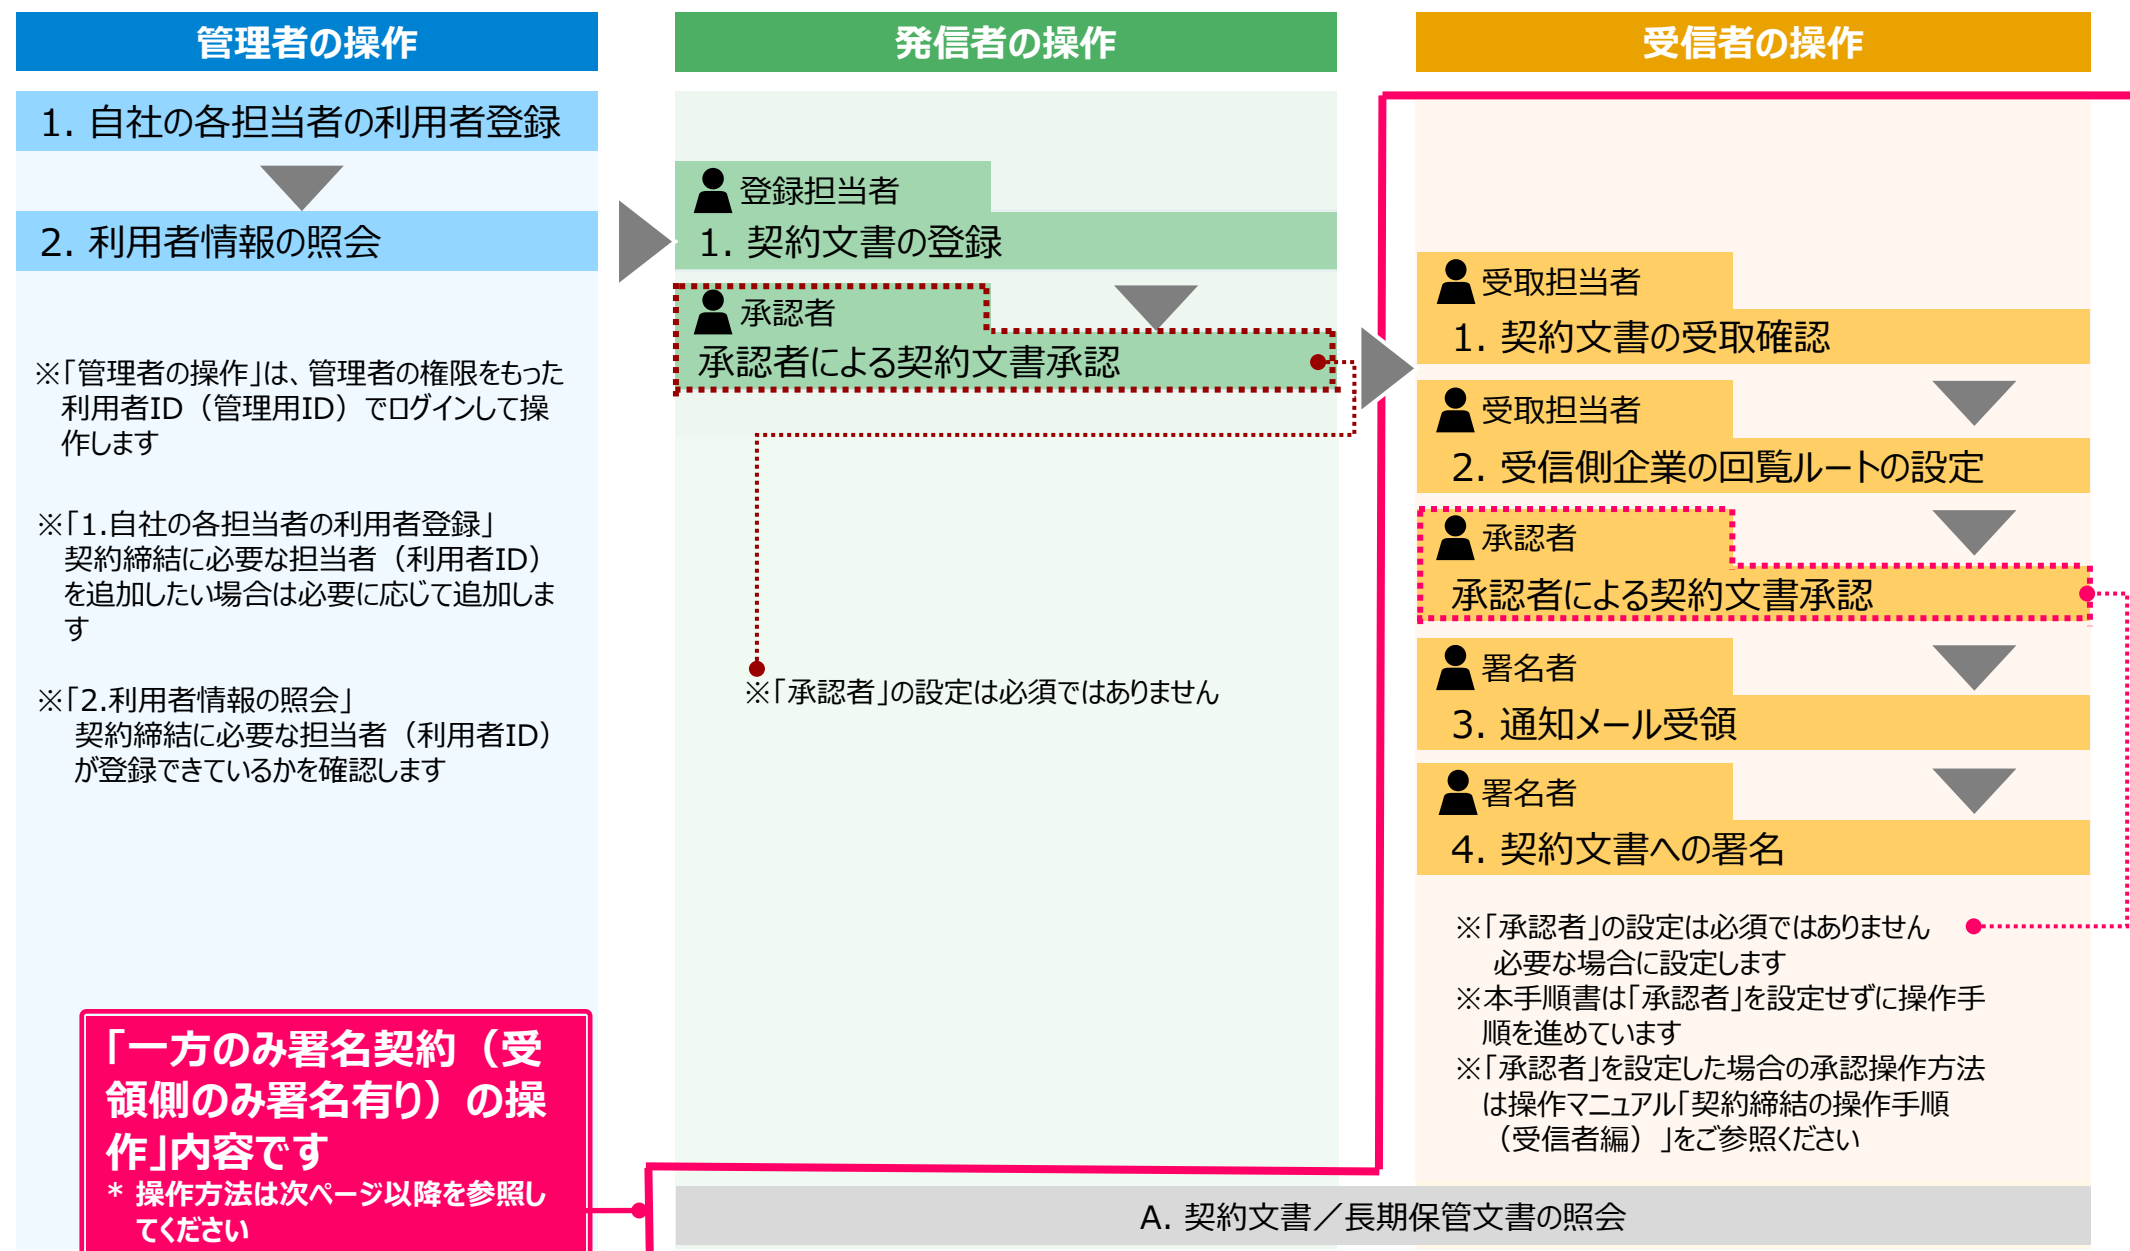 管理者の操作
1. 自社の各担当者の利用者登録
2. 利用者情報の照会
※「管理者の操作」は、管理者の権限をもった
利用者ID（管理用ID）でログインして操
作します
※「1.自社の各担当者の利用者登録」
契約締結に必要な担当者（利用者ID）
を追加したい場合は必要に応じて追加しま
す
※「2.利用者情報の照会」
契約締結に必要な担当者（利用者ID）
が登録できているかを確認します
「一方のみ署名契約（受
領側のみ署名有り）の操
作」内容です
* 操作方法は次ページ以降を参照し
てください
発信者の操作
登録担当者
1. 契約文書の登録
承認者
承認者による契約文書承認
※「承認者」の設定は必須ではありません
受信者の操作
受取担当者
1. 契約文書の受取確認
受取担当者
2. 受信側企業の回覧ルートの設定
承認者
承認者による契約文書承認
署名者
3. 通知メール受領
署名者
4. 契約文書への署名
※「承認者」の設定は必須ではありません
必要な場合に設定します
※本手順書は「承認者」を設定せずに操作手
順を進めています
※「承認者」を設定した場合の承認操作方法
は操作マニュアル「契約締結の操作手順
（受信者編）」をご参照ください
A. 契約文書／長期保管文書の照会